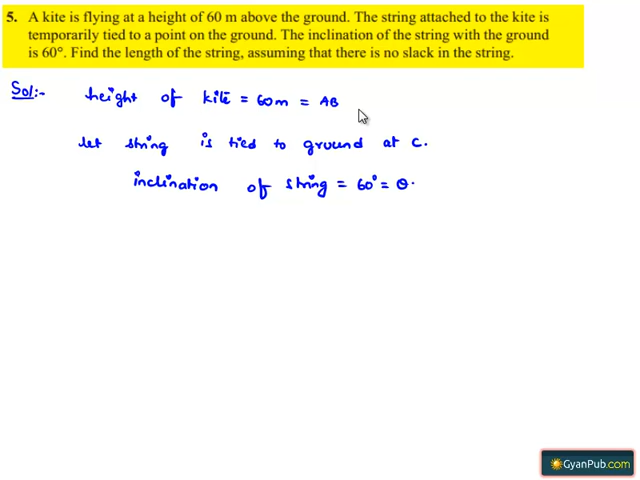 5. A kite is flying at a height of 60 m above the ground. The string attached to the kite is
temporarily tied to a point on the ground. The inclination of the string with the ground
is 60°. Find the length of the string, assuming that there is no slack in the string.
Sol:-
height of kite = 60m = AB
let string is tied to ground at C.
inclination of string = 60° = θ.
GyanPub.com